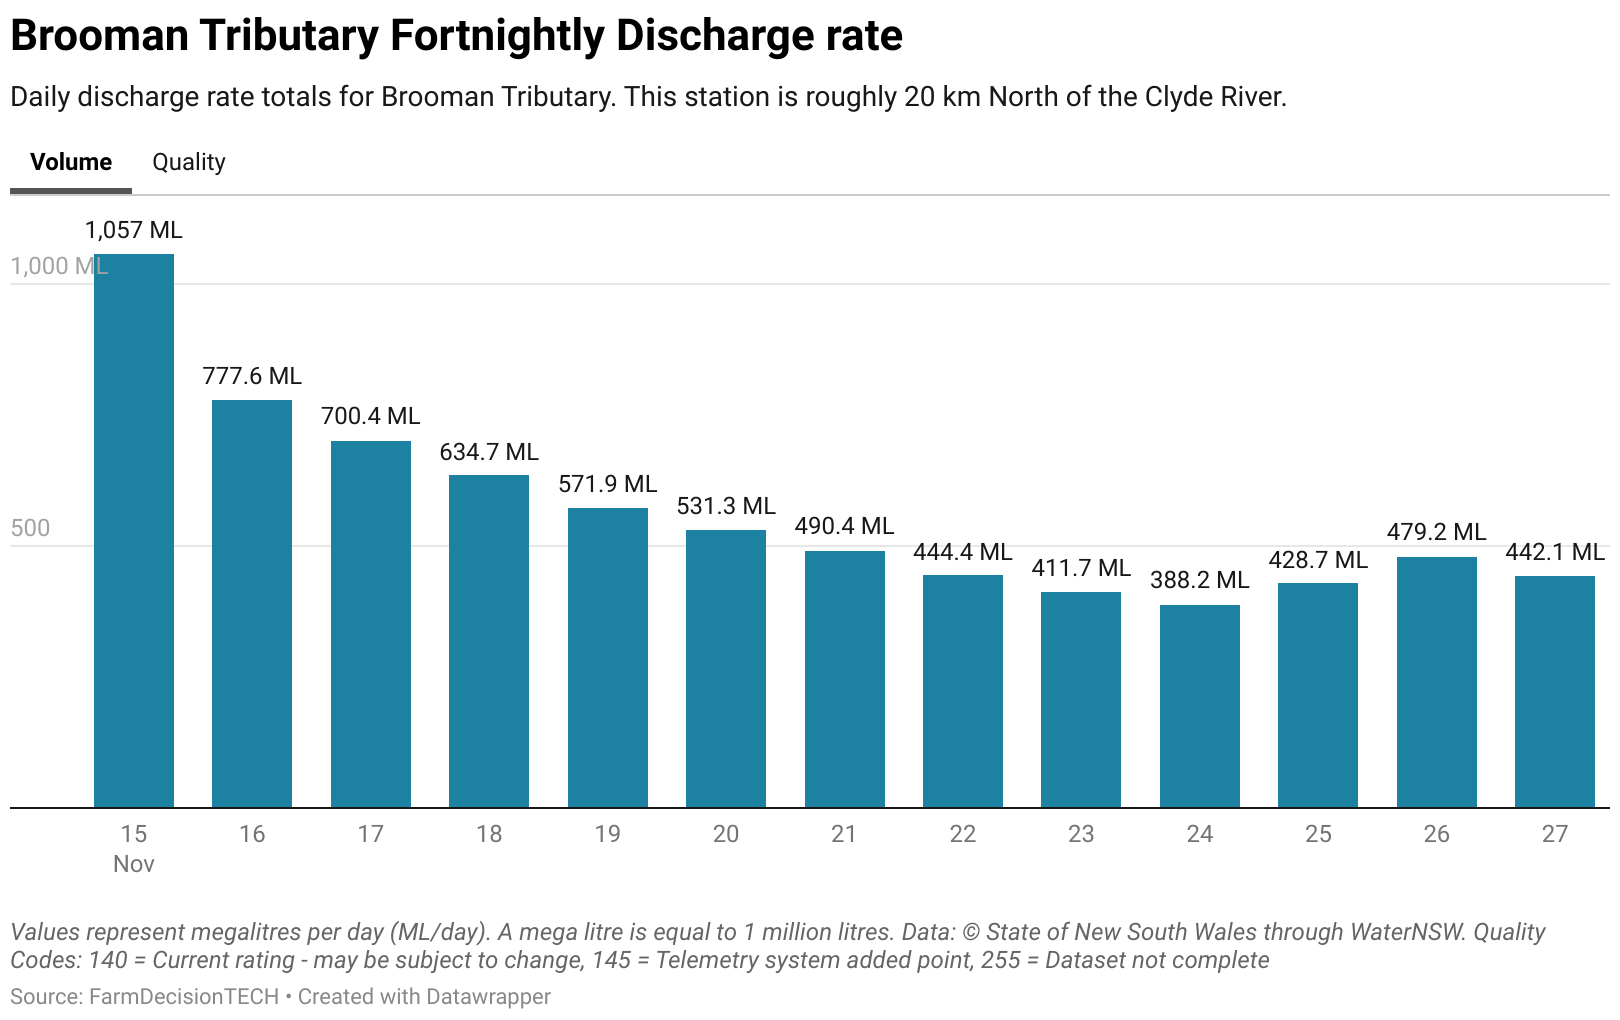 Brooman Tributary Fortnightly Discharge rate
Daily discharge rate totals for Brooman Tributary. This station is roughly 20 km North of the Clyde River.
Volume Quality
1,057 ML
1,000 ML
777.6 ML
700.4 ML
634.7 ML
571.9 ML
531.3 ML
500
490.4 ML
444.4 ML
411.7 ML
388.2 ML
428.7 ML
479.2 ML
442.1 ML
15 16 17 18 19 20 21 22 23 24 25 26 27
Nov
Values represent megalitres per day (ML/day). A mega litre is equal to 1 million litres. Data: © State of New South Wales through WaterNSW. Quality
Codes: 140 = Current rating - may be subject to change, 145 = Telemetry system added point, 255 = Dataset not complete
Source: FarmDecisionTECH • Created with Datawrapper